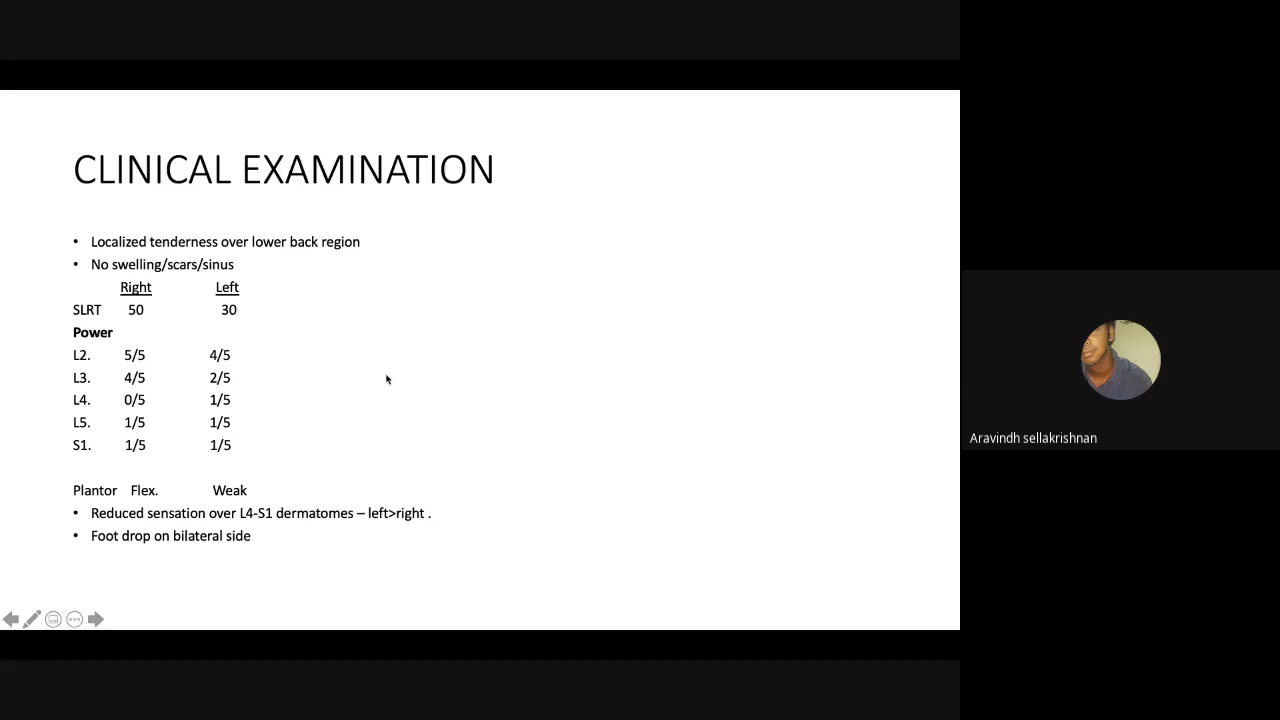 CLINICAL EXAMINATION
• Localized tenderness over lower back region
• No swelling/scars/sinus
Right Left
SLRT 50 30
Power
L2. 5/5 4/5
L3. 4/5 2/5
L4. 0/5 1/5
L5. 1/5 1/5
S1. 1/5 1/5
Plantor Flex. Weak
• Reduced sensation over L4-S1 dermatomes – left>right .
• Foot drop on bilateral side
Aravindh sellakrishnan